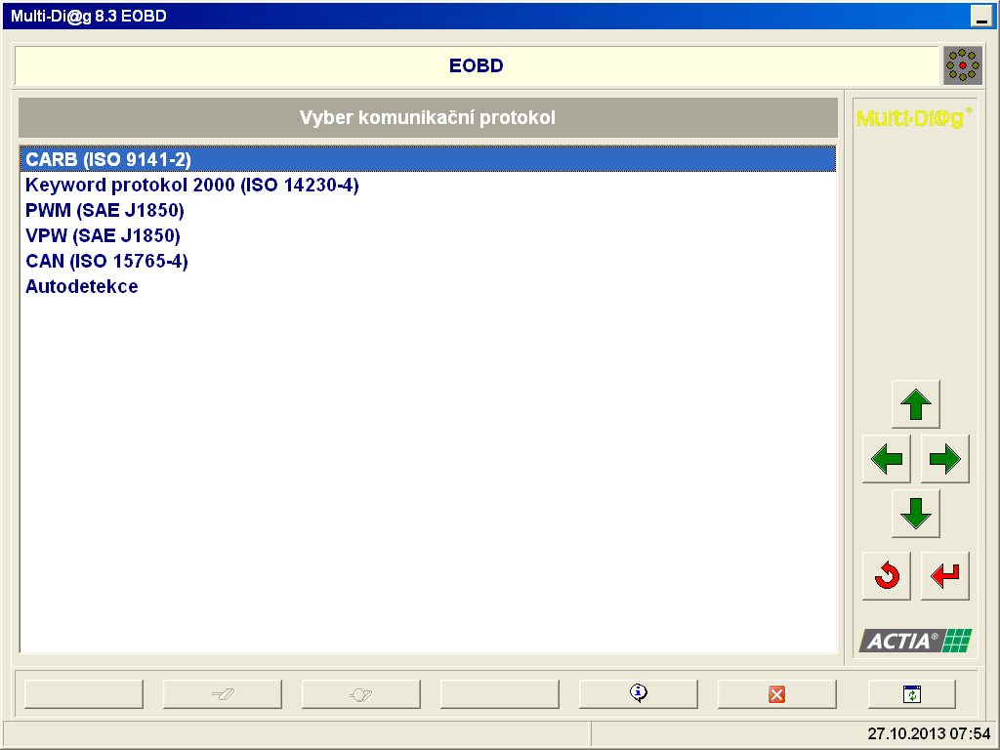 Multi-Di@g 8.3 EOBD
EOBD
Vyber komunikační protokol
Multi-Di@g®
CARB (ISO 9141-2)
Keyword protokol 2000 (ISO 14230-4)
PWM (SAE J1850)
VPW (SAE J1850)
CAN (ISO 15765-4)
Autodetekce
ACTIA®
27.10.2013 07:54